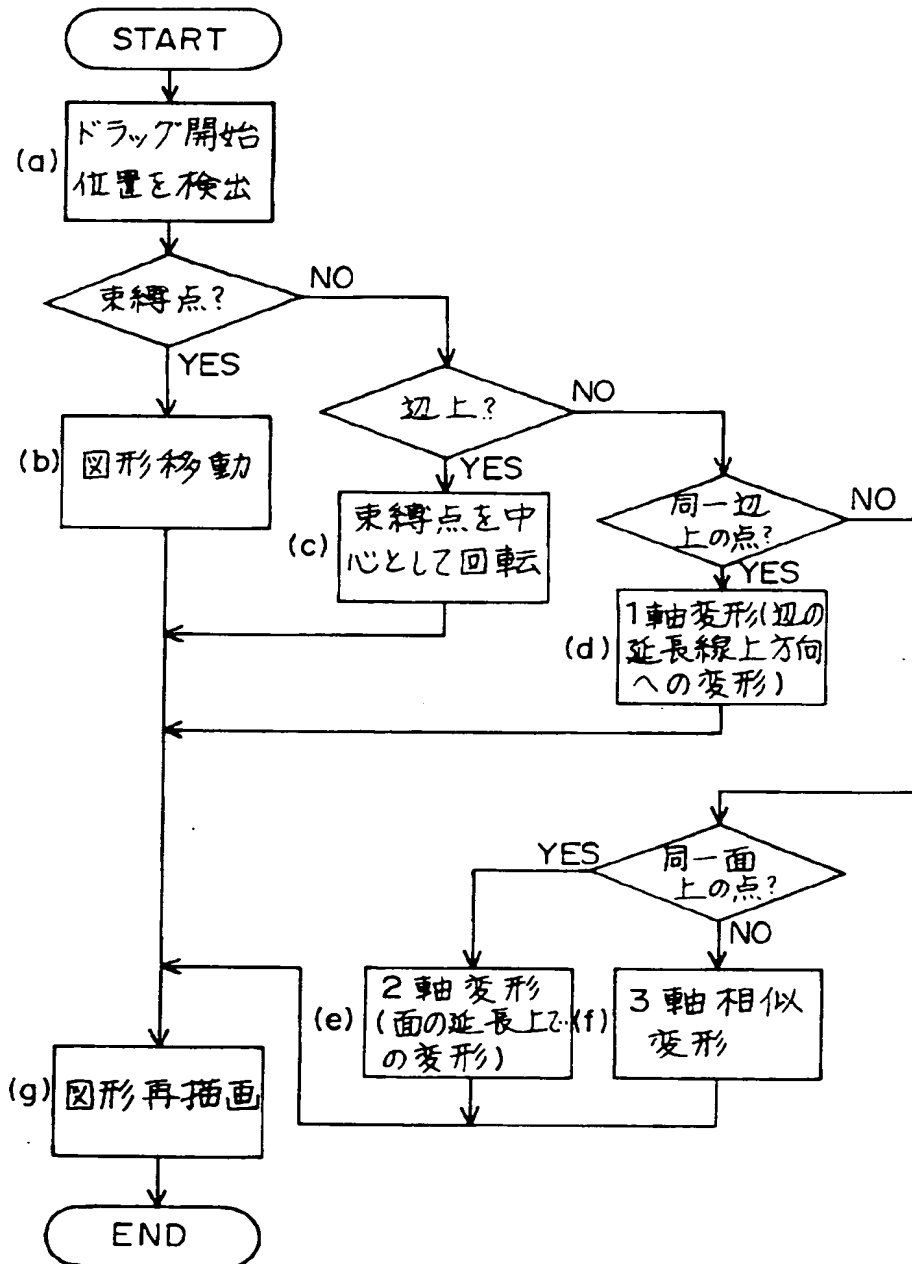 START
(a)
ドラッグ開始
位置を検出
束縛点?
NO
YES
(b)
図形移動
辺上?
NO
YES
(c)
束縛点を中
心として回転
同一辺
上の点?
NO
YES
(d)
1軸変形(辺の
延長線上方向
への変形)
同一面
上の点?
YES
NO
(e)
2軸変形
(面の延長上で
の変形)
(f)
3軸相似
変形
(g)
図形再描画
END